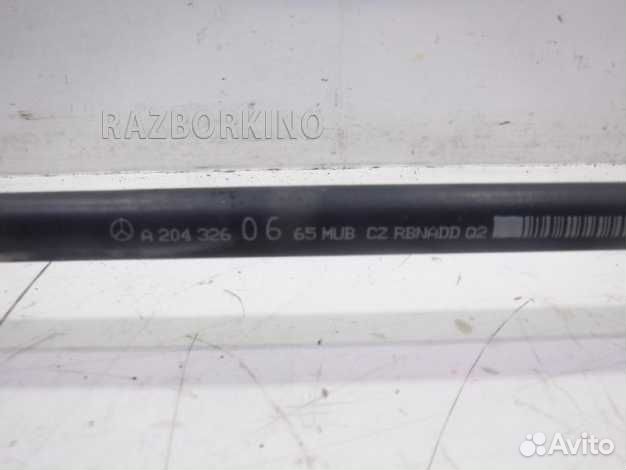 RAZBORKINO
A 204 326 06 65 MUB CZ RBNADD 02
Avito